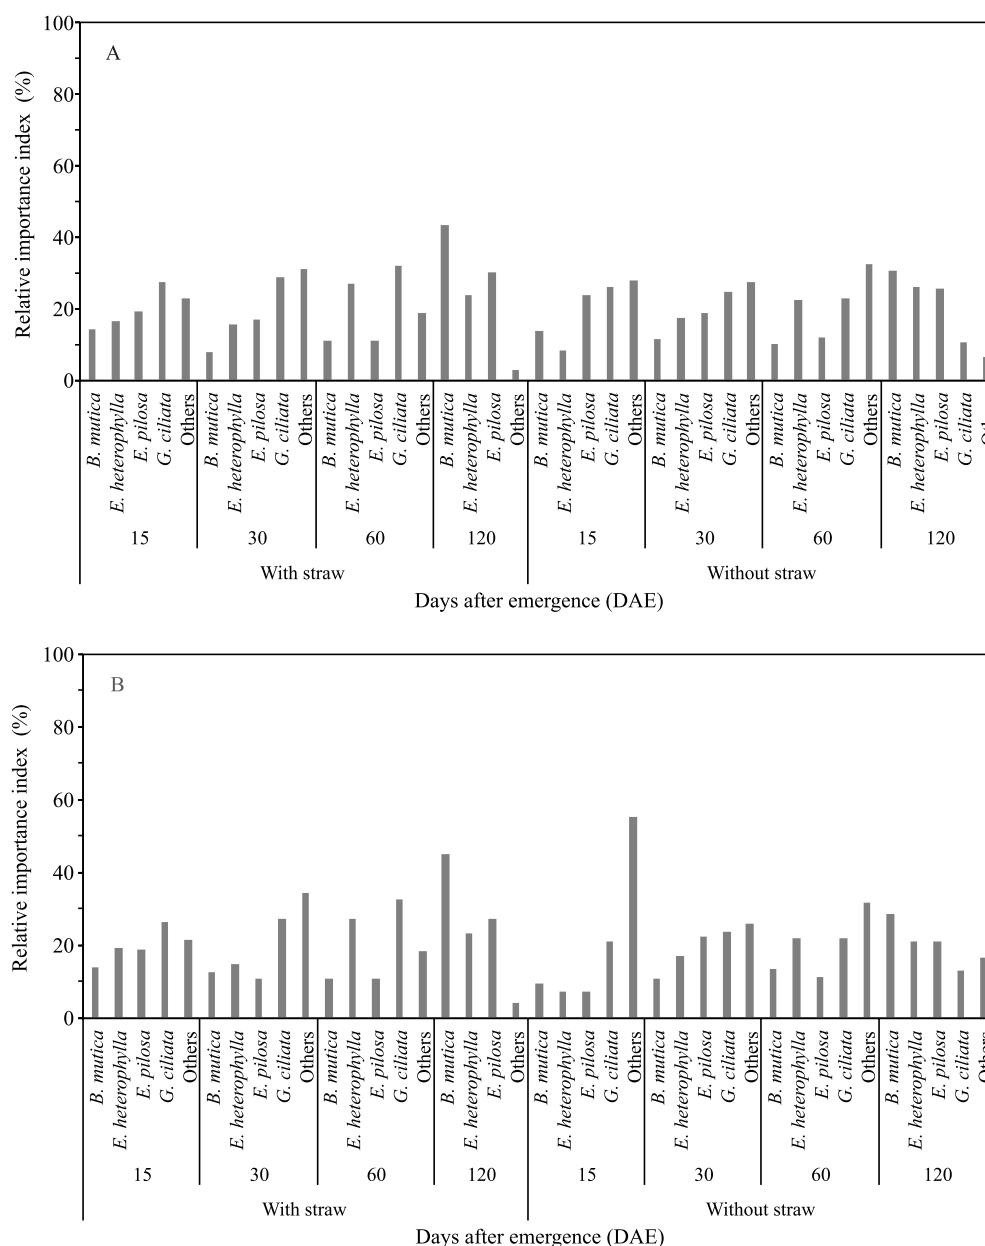 A
Relative importance index (%)
100
80
60
40
20
0
B. mutica E. heterophylla E. pilosa G. ciliata Others B. mutica E. heterophylla E. pilosa G. ciliata Others B. mutica E. heterophylla E. pilosa G. ciliata Others B. mutica E. heterophylla E. pilosa Others B. mutica E. heterophylla E. pilosa G. ciliata Others B. mutica E. heterophylla E. pilosa G. ciliata Others B. mutica E. heterophylla E. pilosa G. ciliata Others B. mutica E. heterophylla E. pilosa G. ciliata
15 30 60 120 15 30 60 120
With straw Without straw
Days after emergence (DAE)
B
Relative importance index (%)
100
80
60
40
20
0
B. mutica E. heterophylla E. pilosa G. ciliata Others B. mutica E. heterophylla E. pilosa G. ciliata Others B. mutica E. heterophylla E. pilosa G. ciliata Others B. mutica E. heterophylla E. pilosa Others B. mutica E. heterophylla E. pilosa G. ciliata Others B. mutica E. heterophylla E. pilosa G. ciliata Others B. mutica E. heterophylla E. pilosa G. ciliata Others B. mutica E. heterophylla E. pilosa G. ciliata Others
15 30 60 120 15 30 60 120
With straw Without straw
Days after emergence (DAE)